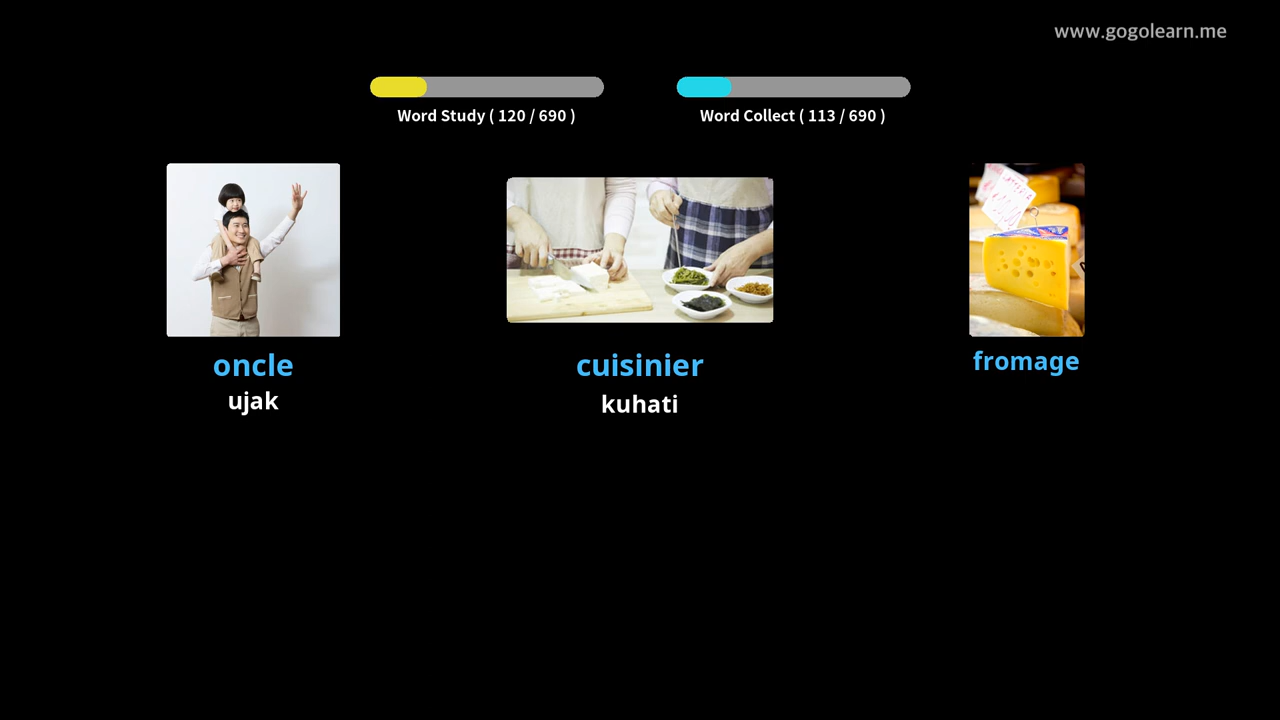 www.gogolearn.me
Word Study ( 120 / 690 )
Word Collect ( 113 / 690 )
oncle
ujak
cuisinier
kuhati
fromage